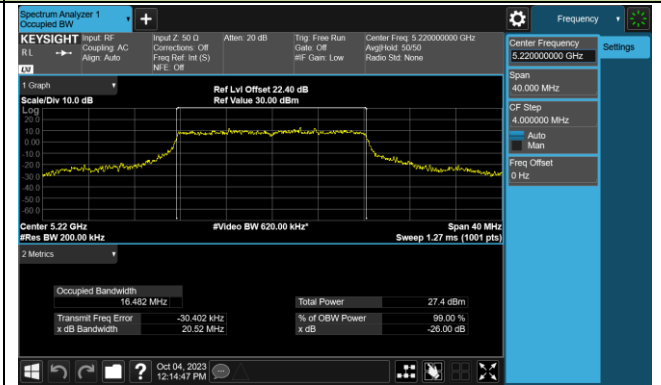 Spectrum Analyzer 1
Occupied BW
Frequency
KEYSIGHT
RL
LXI
Input: RF
Coupling: AC
Align: Auto
Input Z: 50 Ω
Corrections: Off
Freq Ref: Int (S)
NFE: Off
Atten: 20 dB
Trig: Free Run
Gate: Off
#IF Gain: Low
Center Freq: 5.220000000 GHz
Avg|Hold: 50/50
Radio Std: None
Center Frequency
5.220000000 GHz
Settings
Span
40.000 MHz
CF Step
4.000000 MHz
Auto
Man
Freq Offset
0 Hz
1 Graph
Scale/Div 10.0 dB
Ref Lvl Offset 22.40 dB
Ref Value 30.00 dBm
Log
20.0
10.0
0.00
-10.0
-20.0
-30.0
-40.0
-50.0
-60.0
Center 5.22 GHz
#Res BW 200.00 kHz
#Video BW 620.00 kHz*
Span 40 MHz
Sweep 1.27 ms (1001 pts)
2 Metrics
Occupied Bandwidth
16.482 MHz
Total Power 27.4 dBm
Transmit Freq Error -30.402 kHz
% of OBW Power 99.00 %
x dB Bandwidth 20.52 MHz
x dB -26.00 dB
Oct 04, 2023
12:14:47 PM